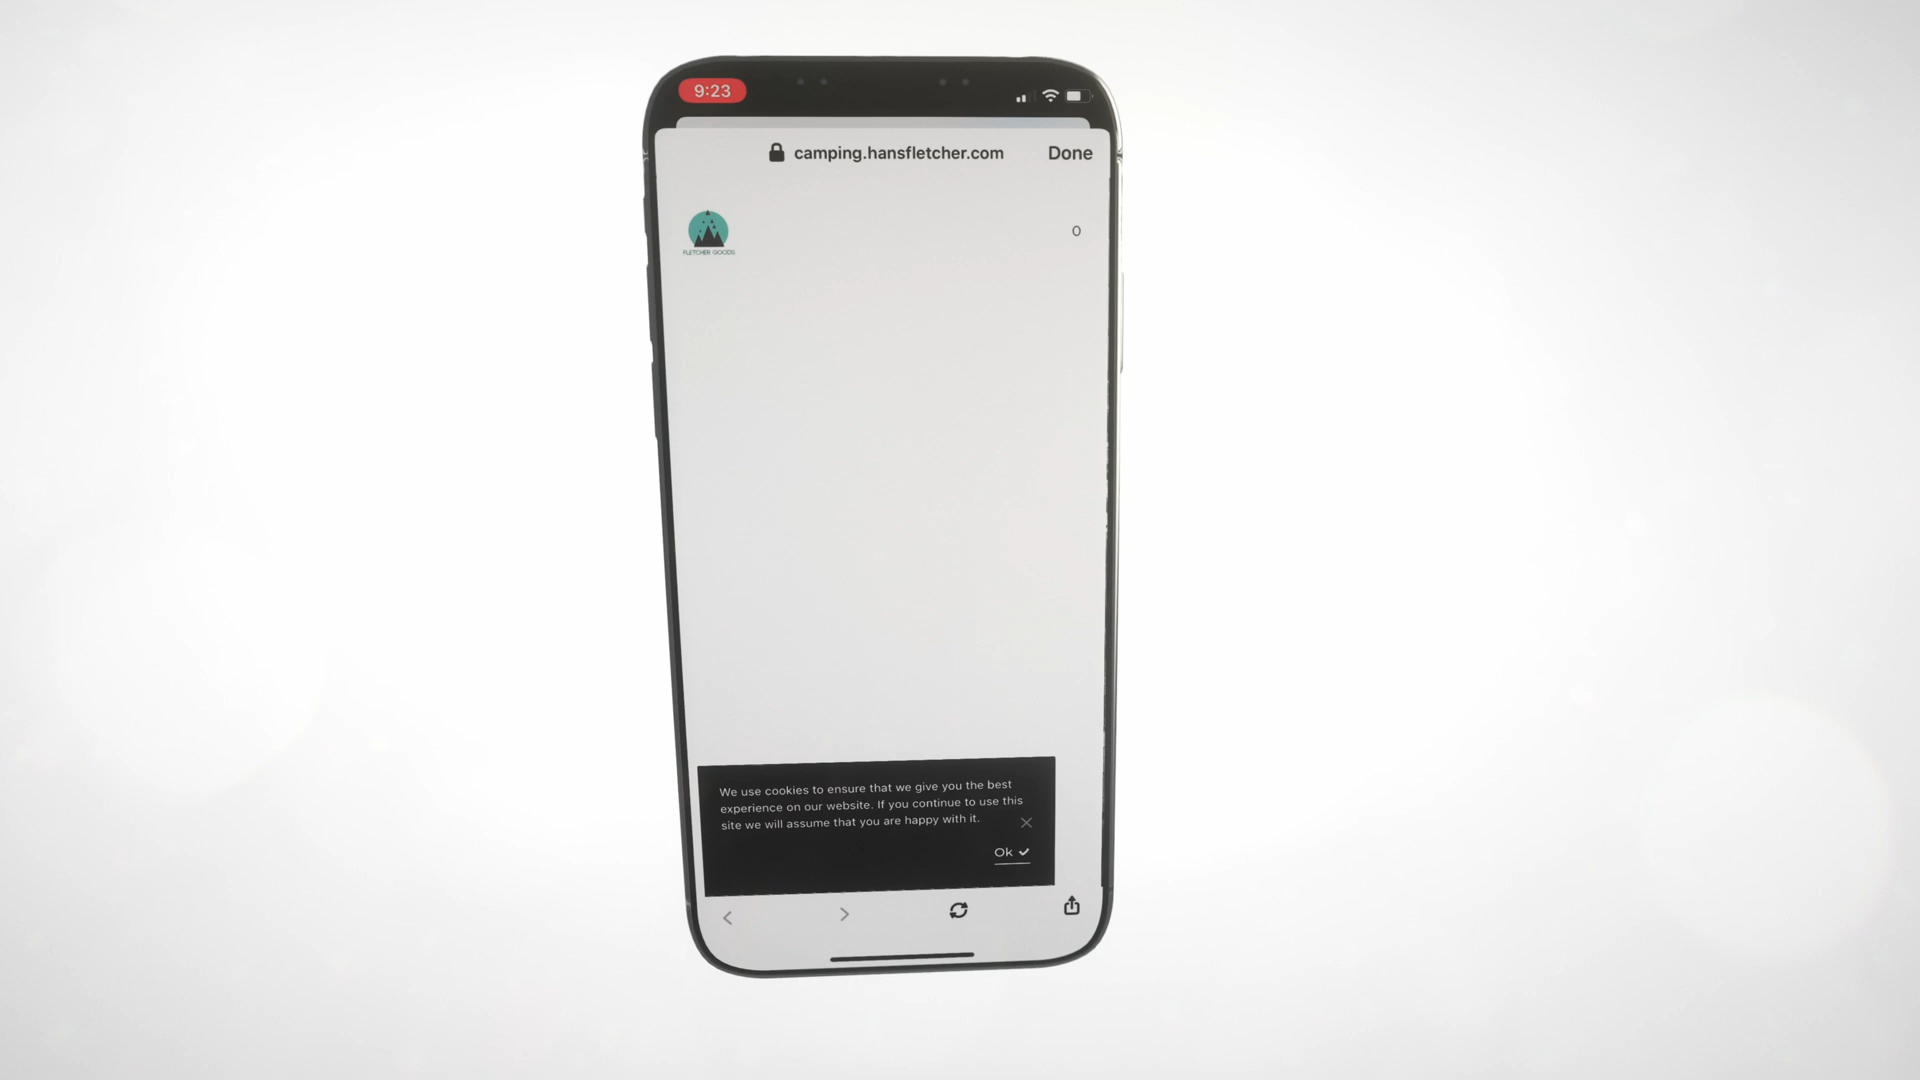 9:23
camping.hansfletcher.com Done
FLETCHER GOODS
0
We use cookies to ensure that we give you the best
experience on our website. If you continue to use this
site we will assume that you are happy with it.
Ok